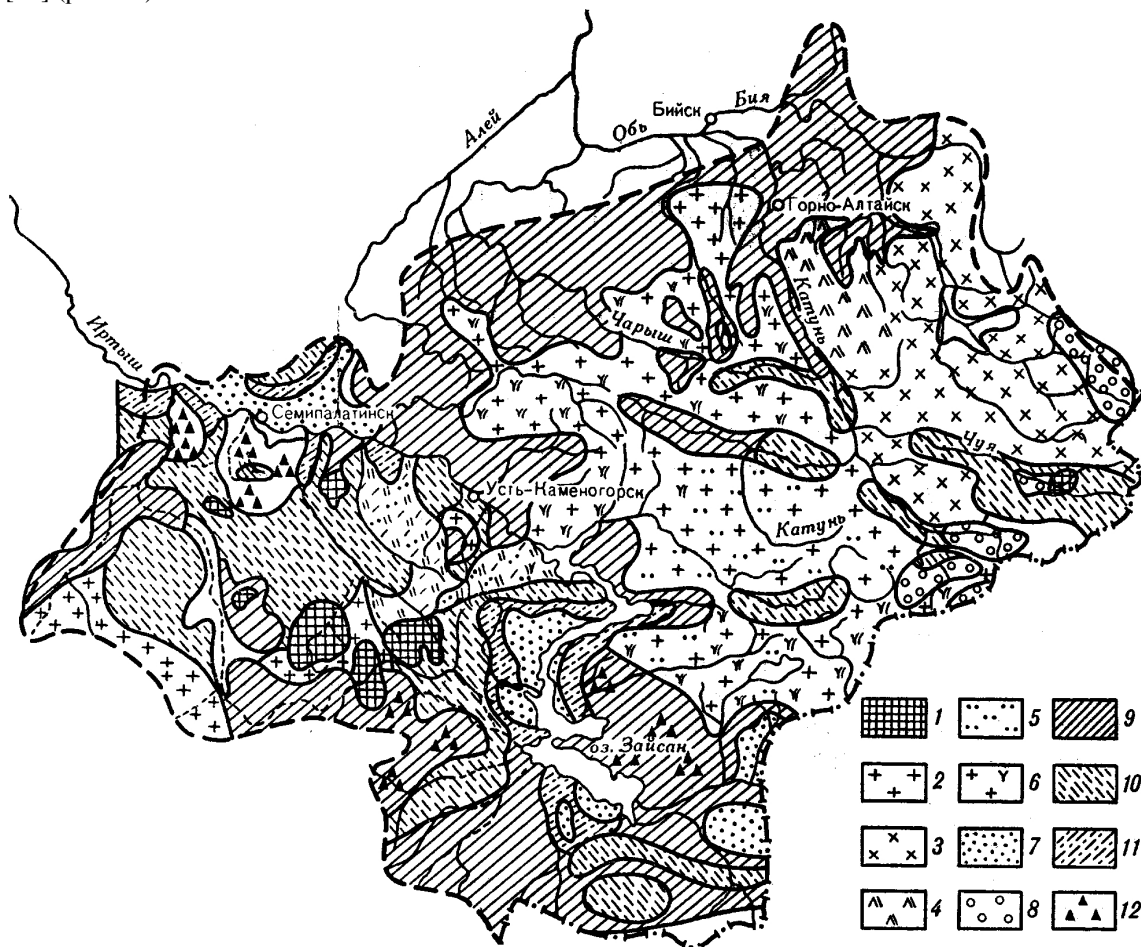 Алей
Обь
Бийск
Бия
Горно-Алтайск
Катунь
Чарыш
Иртыш
Семипалатинск
Усть-Каменогорск
Чуя
Катунь
оз. Зайсан
1 5 9
2 6 10
3 7 11
4 8 12